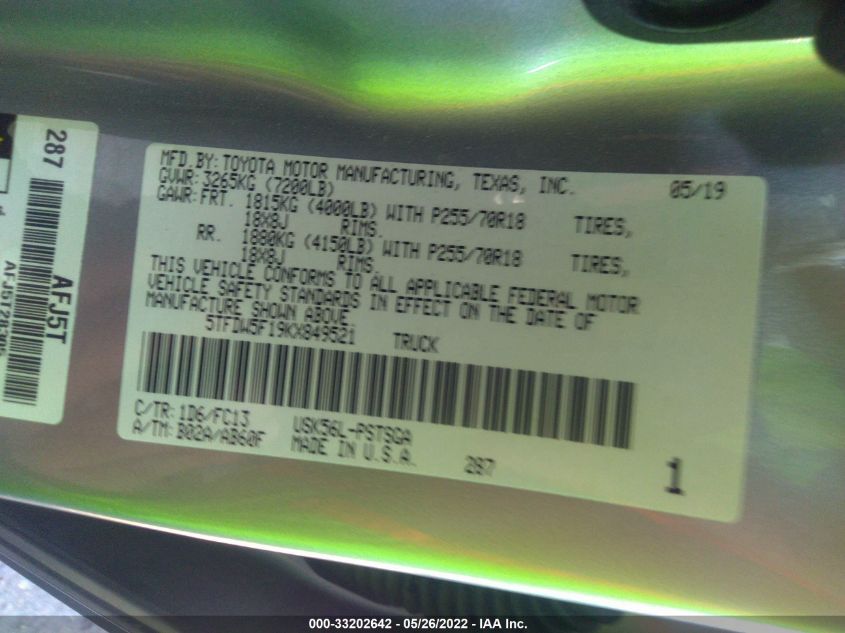 MFD.BY:TOYOTA MOTOR MANUFACTURING, TEXAS, INC. 05/19
GVWR:3265KG (7200LB)
GAWR:FRT. 1815KG (4000LB) WITH P255/70R18 TIRES,
18X8J RIMS.
RR. 1880KG (4150LB) WITH P255/70R18 TIRES,
18X8J RIMS.
THIS VEHICLE CONFORMS TO ALL APPLICABLE FEDERAL MOTOR
VEHICLE SAFETY STANDARDS IN EFFECT ON THE DATE OF
MANUFACTURE SHOWN ABOVE.
5TFDW5F19KX849521 TRUCK
C/TR:1D6/FC13 USK56L-PSTSGA
A/TM:B02A/AB60F MADE IN U.S.A. 287 1
287
AFJ5T
000-33202642 - 05/26/2022 - IAA Inc.